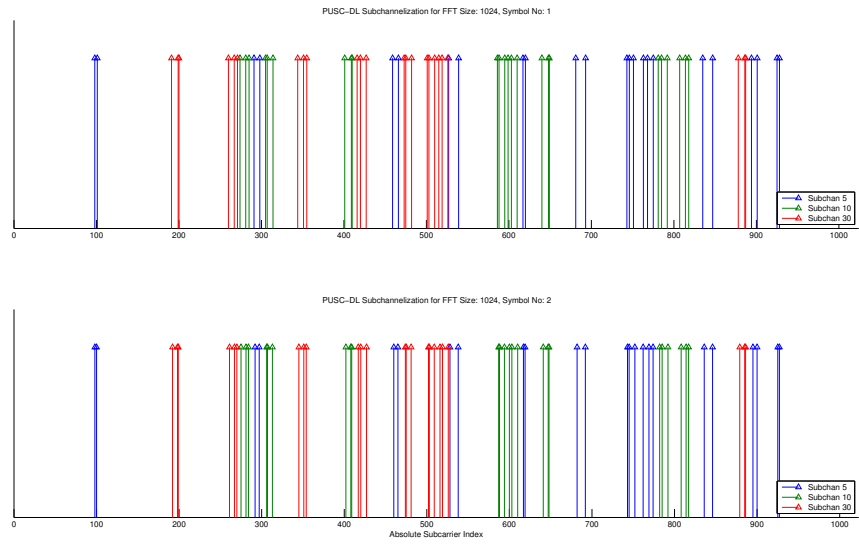 PUSC−DL Subchannelization for FFT Size: 1024, Symbol No: 1
Subchan 5
Subchan 10
Subchan 30
0 100 200 300 400 500 600 700 800 900 1000
PUSC−DL Subchannelization for FFT Size: 1024, Symbol No: 2
Subchan 5
Subchan 10
Subchan 30
0 100 200 300 400 500 600 700 800 900 1000
Absolute Subcarrier Index